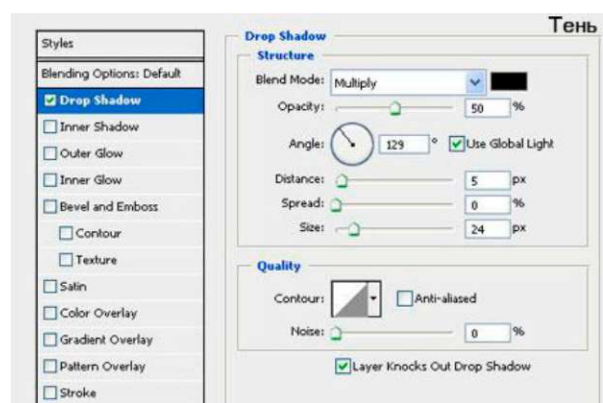 Тень
Styles
Blending Options: Default
Drop Shadow
Inner Shadow
Outer Glow
Inner Glow
Bevel and Emboss
Contour
Texture
Satin
Color Overlay
Gradient Overlay
Pattern Overlay
Stroke
Drop Shadow
Structure
Blend Mode: Multiply
Opacity: 50 %
Angle: 129 ° Use Global Light
Distance: 5 px
Spread: 0 %
Size: 24 px
Quality
Contour: Anti-aliased
Noise: 0 %
Layer Knocks Out Drop Shadow